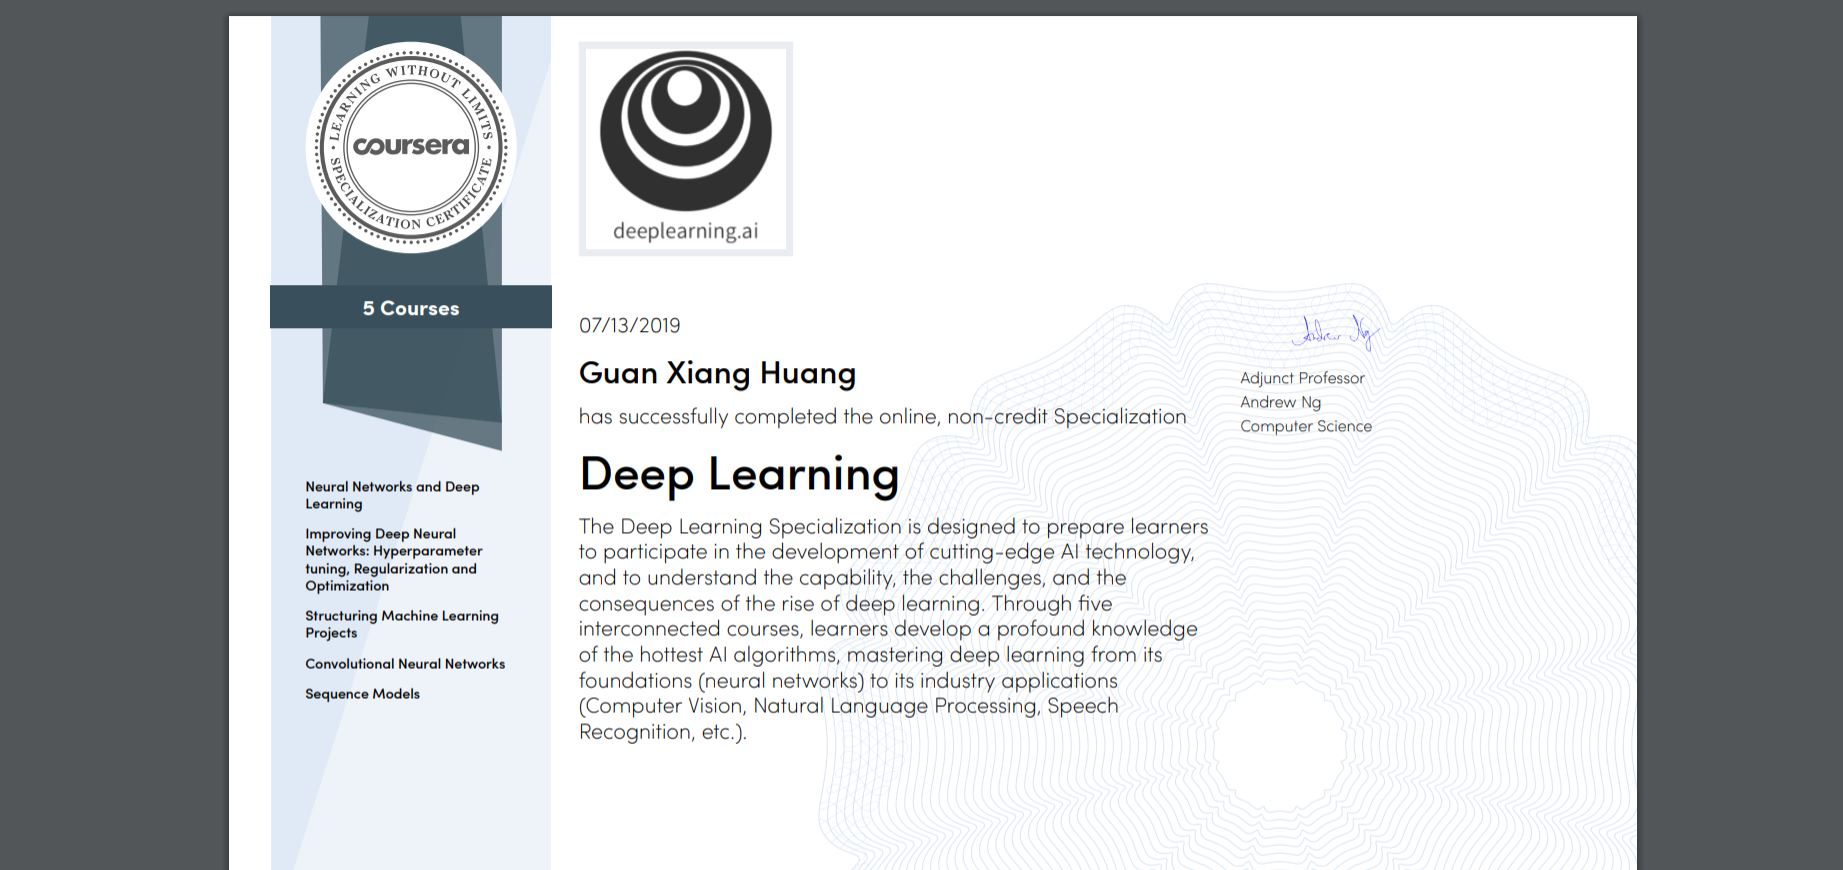 LEARNING WITHOUT LIMITS
coursera
SPECIALIZATION CERTIFICATE
5 Courses
Neural Networks and Deep
Learning
Improving Deep Neural
Networks: Hyperparameter
tuning, Regularization and
Optimization
Structuring Machine Learning
Projects
Convolutional Neural Networks
Sequence Models
deeplearning.ai
07/13/2019
Guan Xiang Huang
has successfully completed the online, non-credit Specialization
Deep Learning
The Deep Learning Specialization is designed to prepare learners
to participate in the development of cutting-edge AI technology,
and to understand the capability, the challenges, and the
consequences of the rise of deep learning. Through five
interconnected courses, learners develop a profound knowledge
of the hottest AI algorithms, mastering deep learning from its
foundations (neural networks) to its industry applications
(Computer Vision, Natural Language Processing, Speech
Recognition, etc.).
Andrew Ng
Adjunct Professor
Andrew Ng
Computer Science